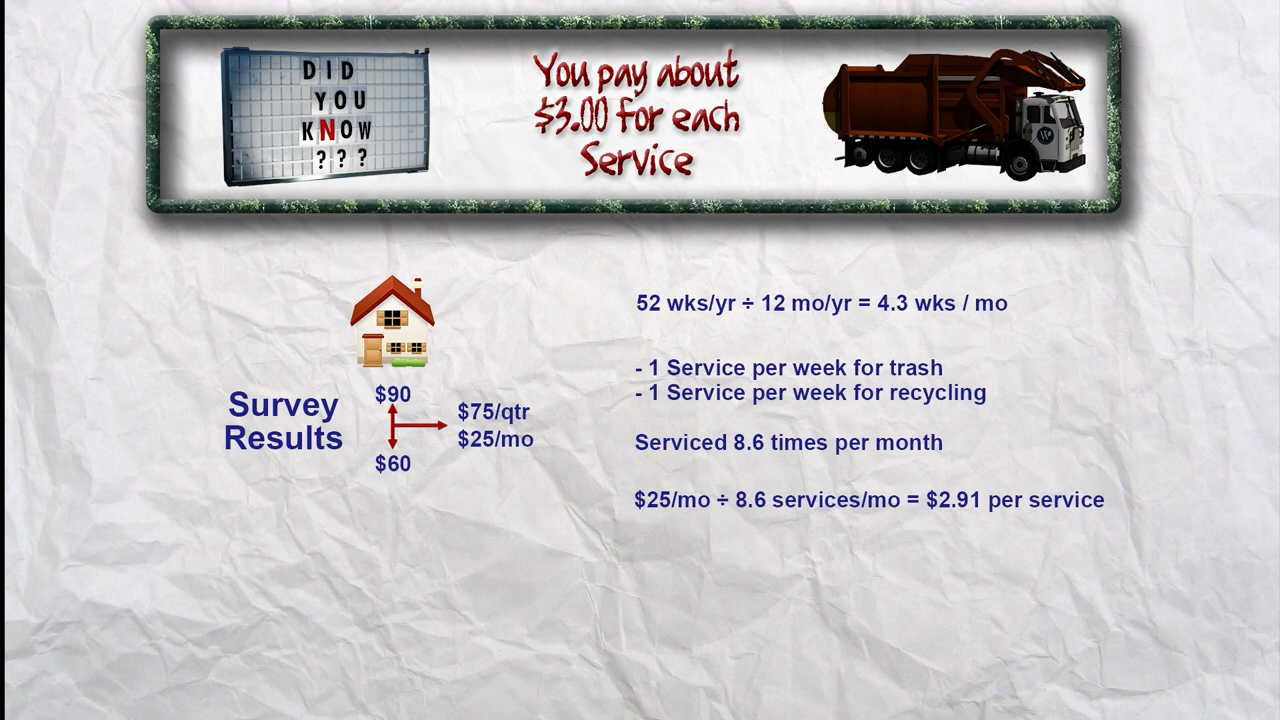 DID
YOU
KNOW
???
You pay about
$3.00 for each
Service
52 wks/yr ÷ 12 mo/yr = 4.3 wks / mo
- 1 Service per week for trash
- 1 Service per week for recycling
Survey
Results
$90
$75/qtr
$25/mo
$60
Serviced 8.6 times per month
$25/mo ÷ 8.6 services/mo = $2.91 per service